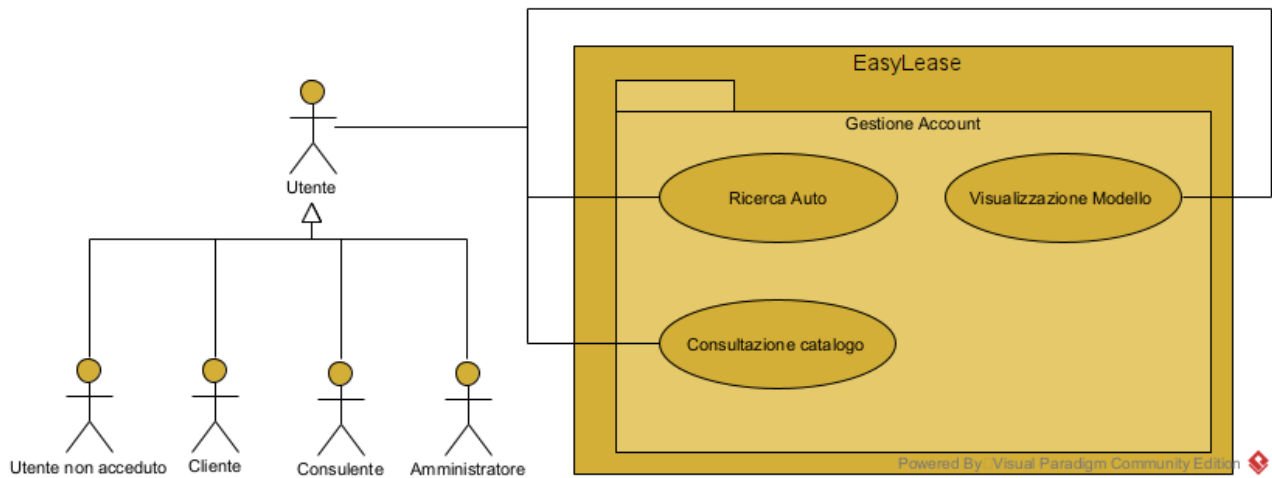 EasyLease
Gestione Account
Utente
Ricerca Auto
Visualizzazione Modello
Consultazione catalogo
Utente non acceduto
Cliente
Consulente
Amministratore
Powered By Visual Paradigm Community Edition